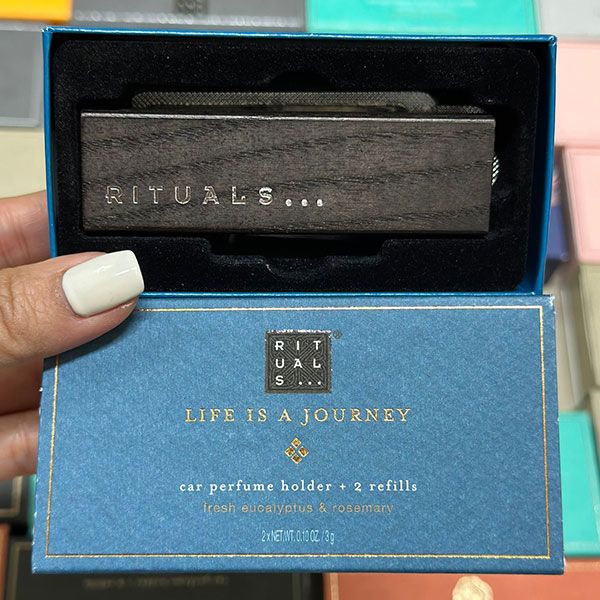 RITUALS...
RIT
UAL
S...
LIFE IS A JOURNEY
car perfume holder + 2 refills
fresh eucalyptus & rosemary
2 x NET. WT. 0.10 OZ. / 3 g